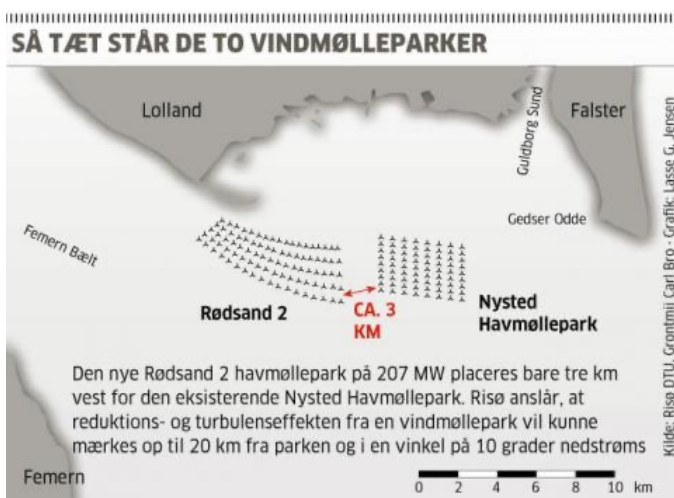 SÅ TÆT STÅR DE TO VINDMØLLEPARKER
Lolland
Guldborg Sund
Falster
Gedser Odde
Femern Bælt
Rødsand 2
CA. 3
KM
Nysted
Havmøllepark
Den nye Rødsand 2 havmøllepark på 207 MW placeres bare tre km
vest for den eksisterende Nysted Havmøllepark. Risø anslår, at
reduktions- og turbulenseffekten fra en vindmøllepark vil kunne
mærkes op til 20 km fra parken og i en vinkel på 10 grader nedstrøms
Femern
0 2 4 6 8 10 km
Kilde: Risø DTU, Grontmii Carl Bro - Grafik: Lasse G. Jensen